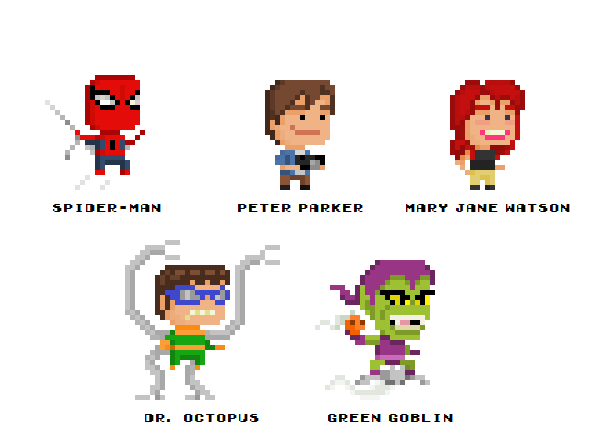 SPIDER-MAN
PETER PARKER
MARY JANE WATSON
DR. OCTOPUS
GREEN GOBLIN